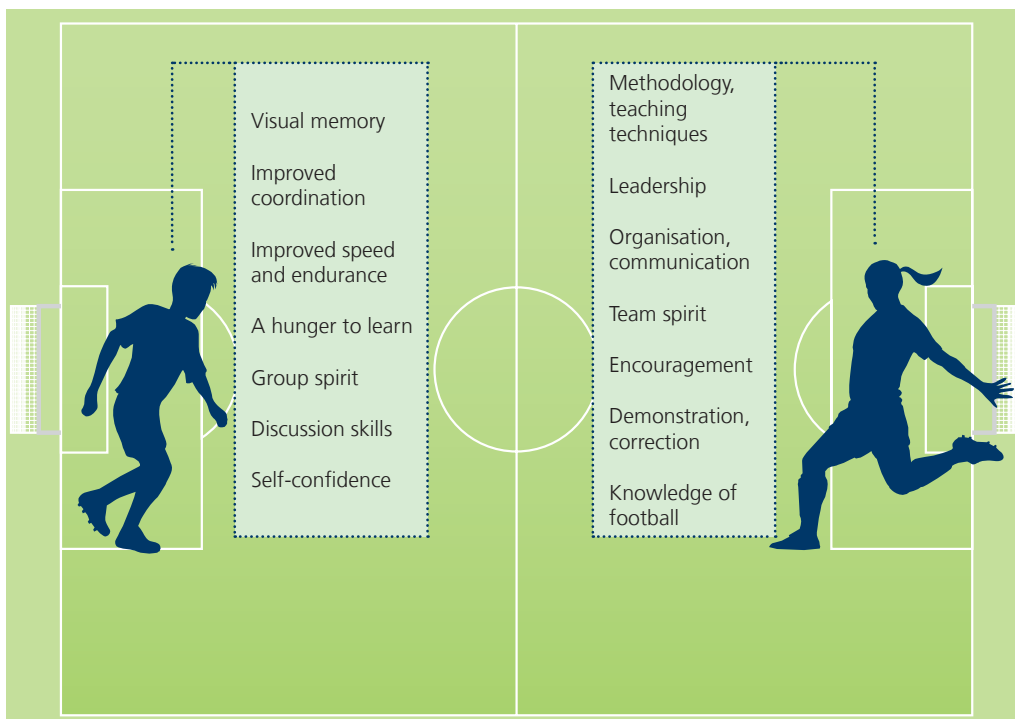 Visual memory
Improved
coordination
Improved speed
and endurance
A hunger to learn
Group spirit
Discussion skills
Self-confidence
Methodology,
teaching
techniques
Leadership
Organisation,
communication
Team spirit
Encouragement
Demonstration,
correction
Knowledge of
football